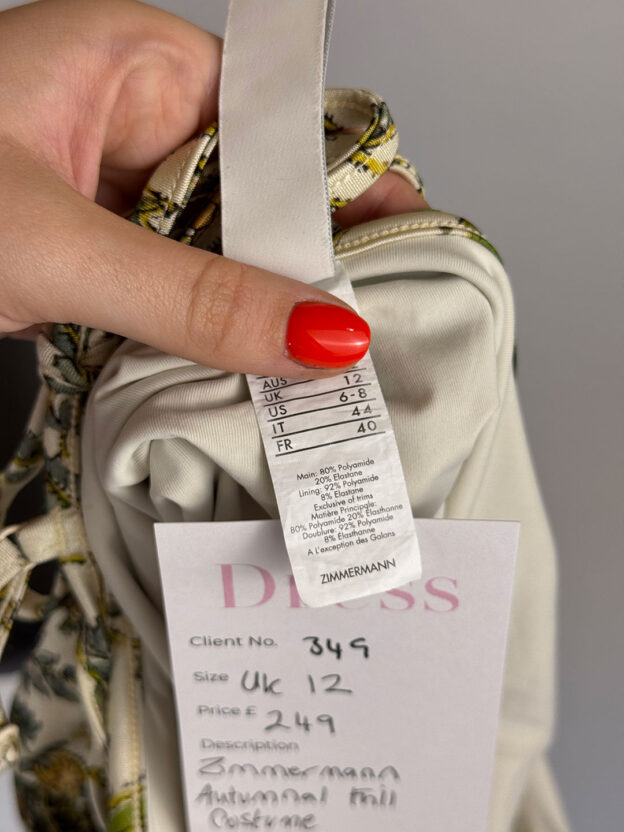 AUS
UK 12
US 6-8
IT 44
FR 40
Main: 80% Polyamide
20% Elastane
Lining: 92% Polyamide
8% Elastane
Exclusive of trims
Matière Principale:
80% Polyamide 20% Élasthanne
Doublure: 92% Polyamide
8% Élasthanne
A L'exception des Galons
ZIMMERMANN
Dress
Client No. 349
Size Uk 12
Price £ 249
Description
Zimmermann
Autumnal Frill
Costume